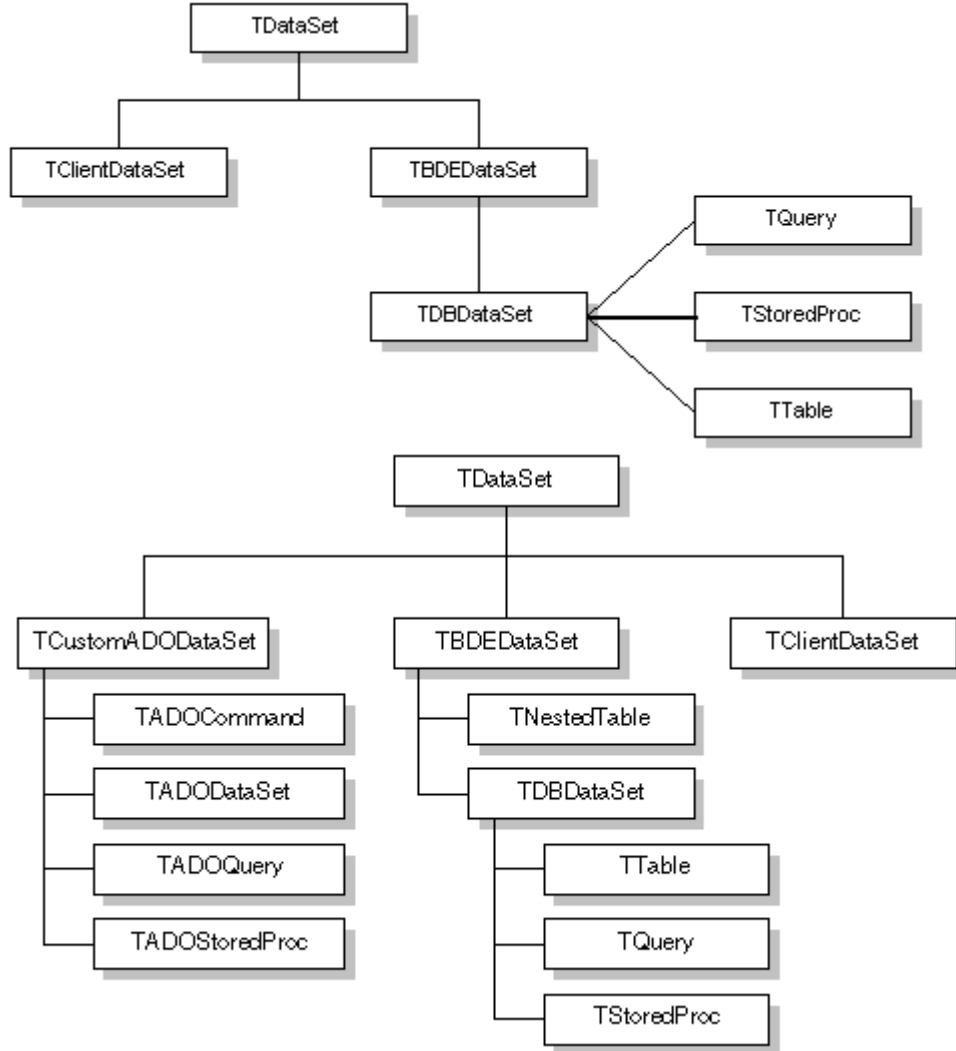 TDataSet
TClientDataSet
TBDEDataSet
TQuery
TDBDataSet
TStoredProc
TTable
TDataSet
TCustomADODataSet
TBDEDataSet
TClientDataSet
TADOCommand
TNestedTable
TADODataSet
TDBDataSet
TADOQuery
TTable
TADOStoredProc
TQuery
TStoredProc